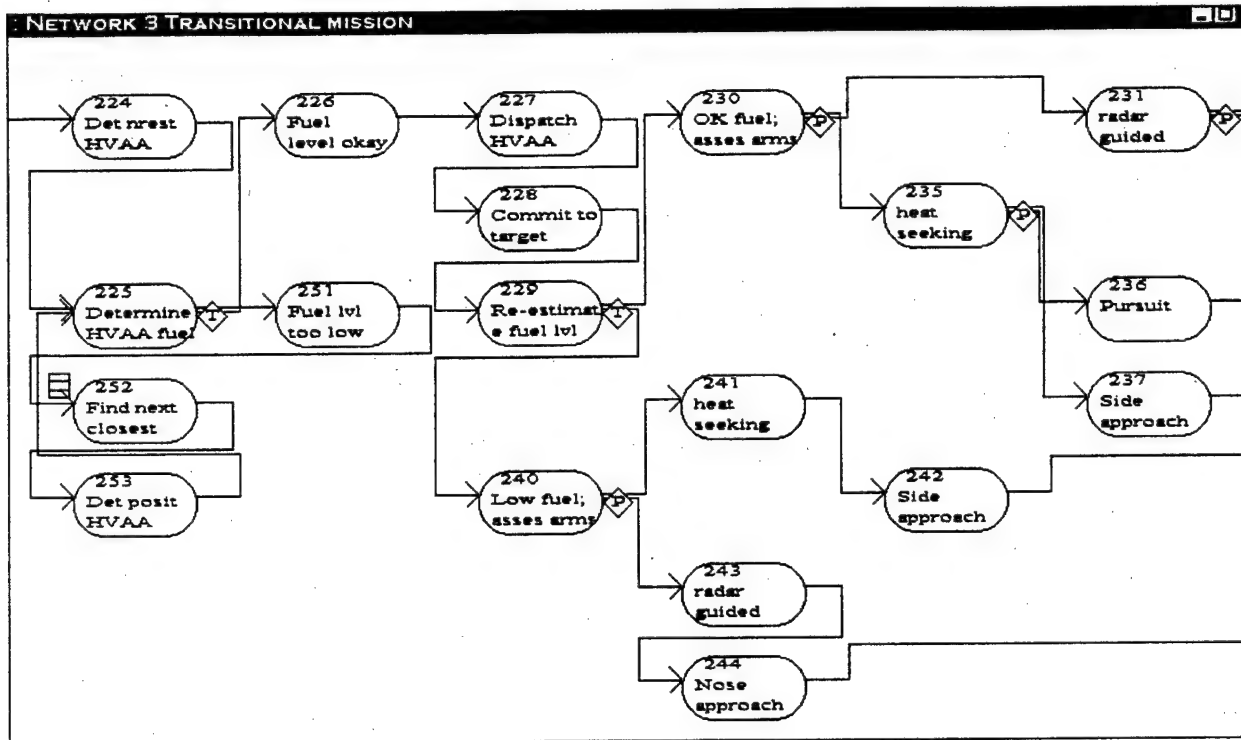 : NETWORK 3 TRANSITIONAL MISSION
224
Det nrest
HVAA
226
Fuel
level okay
227
Dispatch
HVAA
230
OK fuel;
asses arms
P
231
radar
guided
P
228
Commit to
target
235
heat
seeking
P
225
Determine
HVAA fuel
T
251
Fuel lvl
too low
229
Re-estimat
e fuel lvl
T
236
Pursuit
252
Find next
closest
241
heat
seeking
237
Side
approach
253
Det posit
HVAA
240
Low fuel;
asses arms
P
242
Side
approach
243
radar
guided
244
Nose
approach